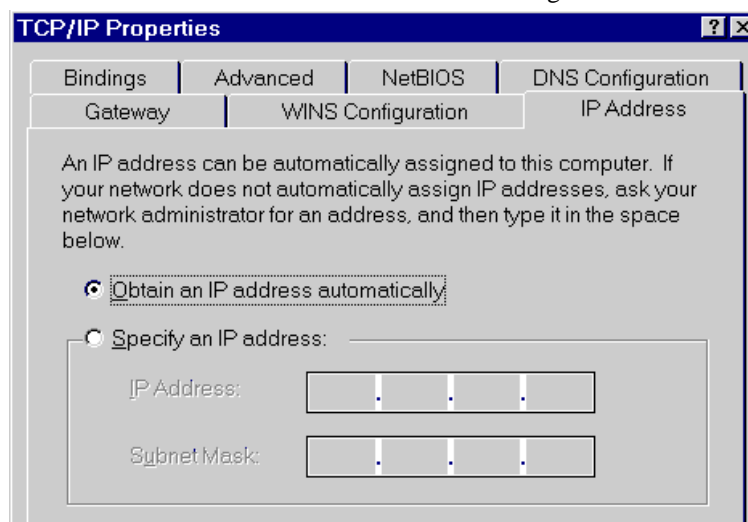 TCP/IP Properties
Bindings Advanced NetBIOS DNS Configuration
Gateway WINS Configuration IP Address
An IP address can be automatically assigned to this computer. If
your network does not automatically assign IP addresses, ask your
network administrator for an address, and then type it in the space
below.
Obtain an IP address automatically
Specify an IP address:
IP Address:
Subnet Mask: